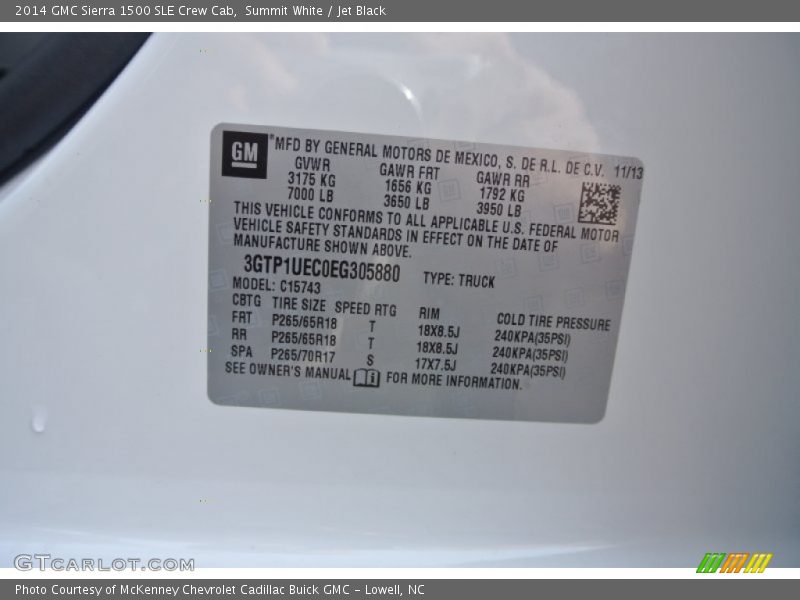 2014 GMC Sierra 1500 SLE Crew Cab,  Summit White / Jet Black
GM
*MFD BY GENERAL MOTORS DE MEXICO, S. DE R.L. DE C.V. 11/13
GVWR GAWR FRT GAWR RR
3175 KG 1656 KG 1792 KG
7000 LB 3650 LB 3950 LB
THIS VEHICLE CONFORMS TO ALL APPLICABLE U.S. FEDERAL MOTOR
VEHICLE SAFETY STANDARDS IN EFFECT ON THE DATE OF
MANUFACTURE SHOWN ABOVE.
3GTP1UEC0EG305880 TYPE: TRUCK
MODEL: C15743
CBTG TIRE SIZE SPEED RTG RIM COLD TIRE PRESSURE
FRT P265/65R18 T 18X8.5J 240KPA(35PSI)
RR P265/65R18 T 18X8.5J 240KPA(35PSI)
SPA P265/70R17 S 17X7.5J 240KPA(35PSI)
SEE OWNER'S MANUAL FOR MORE INFORMATION.
GTCARLOT.COM
Photo Courtesy of McKenney Chevrolet Cadillac Buick GMC - Lowell, NC